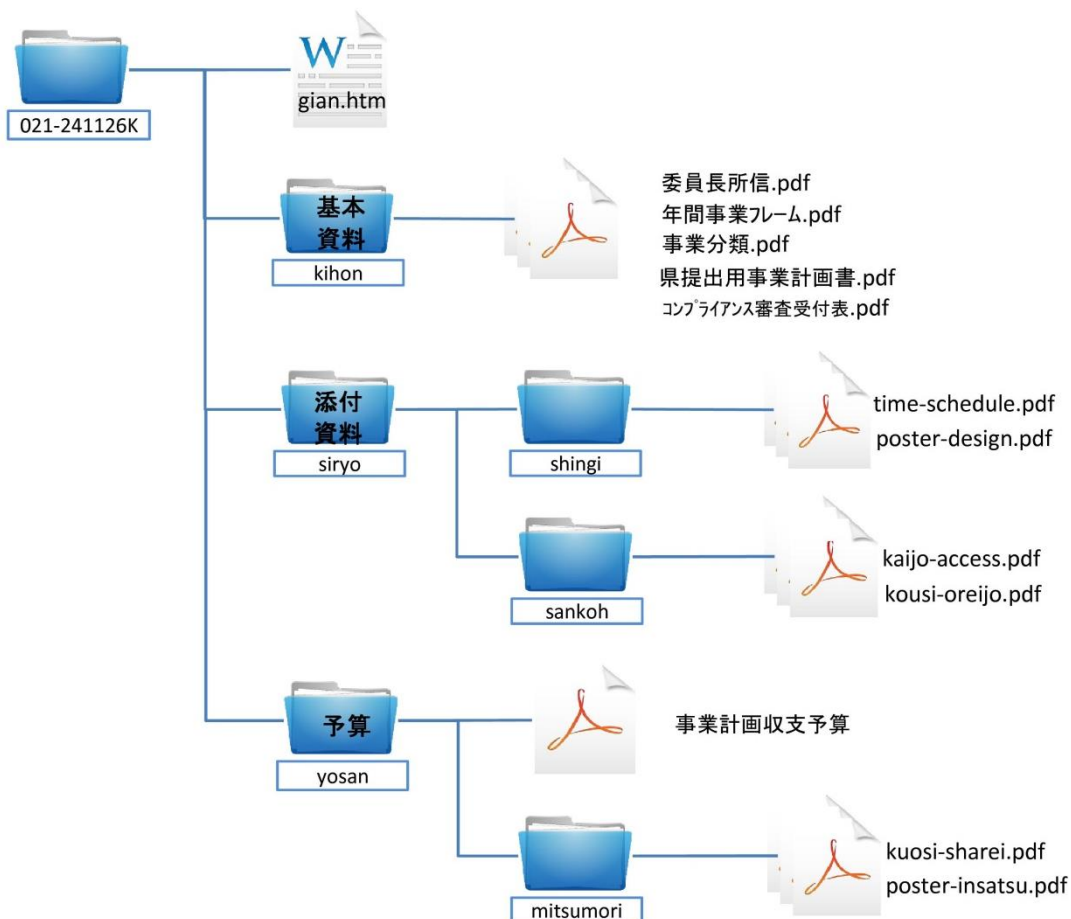 W
gian.htm
021-241126K
基本
資料
kihon
委員長所信.pdf
年間事業フレーム.pdf
事業分類.pdf
県提出用事業計画書.pdf
コンプライアンス審査受付表.pdf
添付
資料
siryo
shingi
time-schedule.pdf
poster-design.pdf
sankoh
kaijo-access.pdf
kousi-oreijo.pdf
予算
yosan
事業計画収支予算
mitsumori
kuosi-sharei.pdf
poster-insatsu.pdf